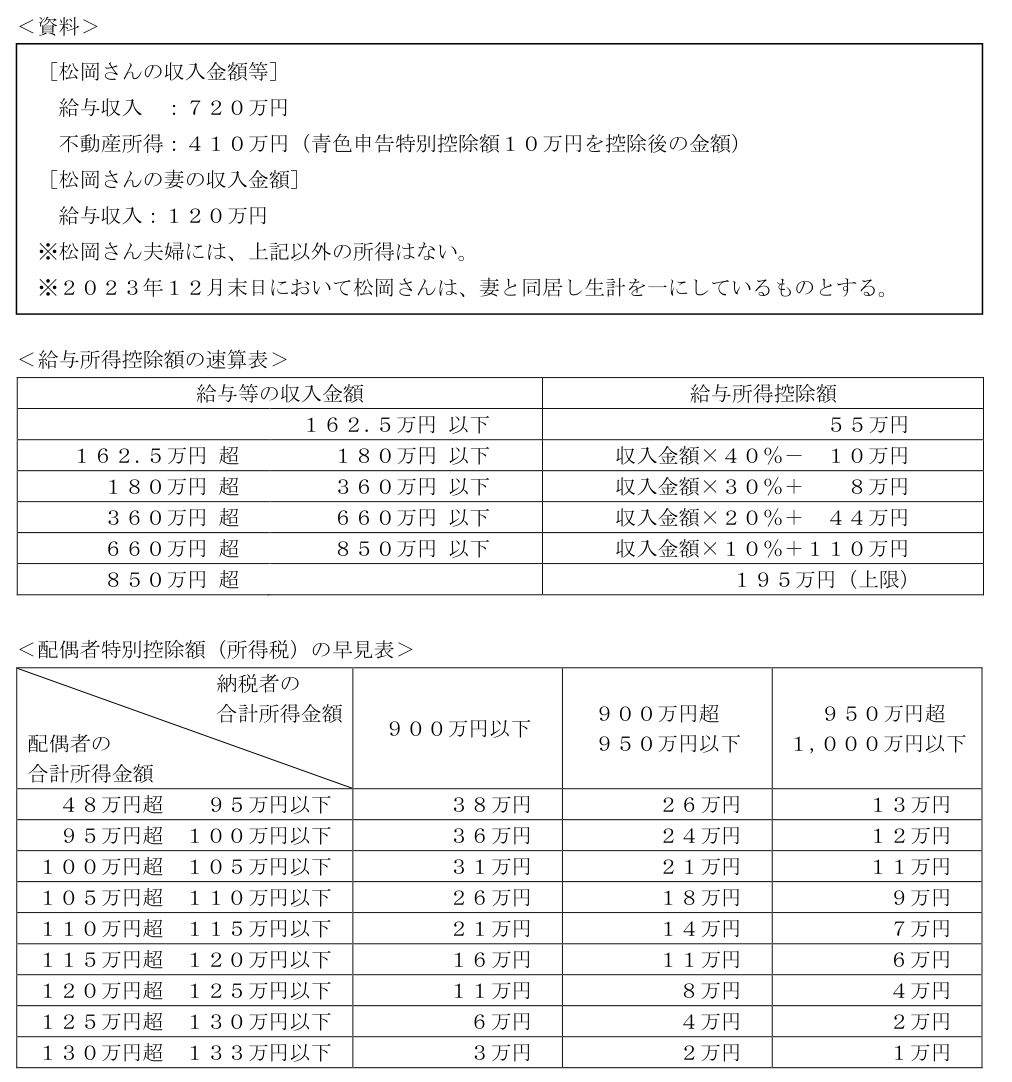 ＜資料＞
［松岡さんの収入金額等］
給与収入　：７２０万円
不動産所得：４１０万円（青色申告特別控除額１０万円を控除後の金額）
［松岡さんの妻の収入金額］
給与収入：１２０万円
※松岡さん夫婦には、上記以外の所得はない。
※２０２３年１２月末日において松岡さんは、妻と同居し生計を一にしているものとする。
＜給与所得控除額の速算表＞
給与等の収入金額　給与所得控除額
１６２.５万円 以下　５５万円
１６２.５万円 超　１８０万円 以下　収入金額×４０％－　１０万円
１８０万円 超　３６０万円 以下　収入金額×３０％＋　８万円
３６０万円 超　６６０万円 以下　収入金額×２０％＋　４４万円
６６０万円 超　８５０万円 以下　収入金額×１０％＋１１０万円
８５０万円 超　１９５万円（上限）
＜配偶者特別控除額（所得税）の早見表＞
納税者の
合計所得金額
配偶者の
合計所得金額
９００万円以下
９００万円超
９５０万円以下
９５０万円超
１,０００万円以下
４８万円超　９５万円以下　３８万円　２６万円　１３万円
９５万円超　１００万円以下　３６万円　２４万円　１２万円
１００万円超　１０５万円以下　３１万円　２１万円　１１万円
１０５万円超　１１０万円以下　２６万円　１８万円　９万円
１１０万円超　１１５万円以下　２１万円　１４万円　７万円
１１５万円超　１２０万円以下　１６万円　１１万円　６万円
１２０万円超　１２５万円以下　１１万円　８万円　４万円
１２５万円超　１３０万円以下　６万円　４万円　２万円
１３０万円超　１３３万円以下　３万円　２万円　１万円